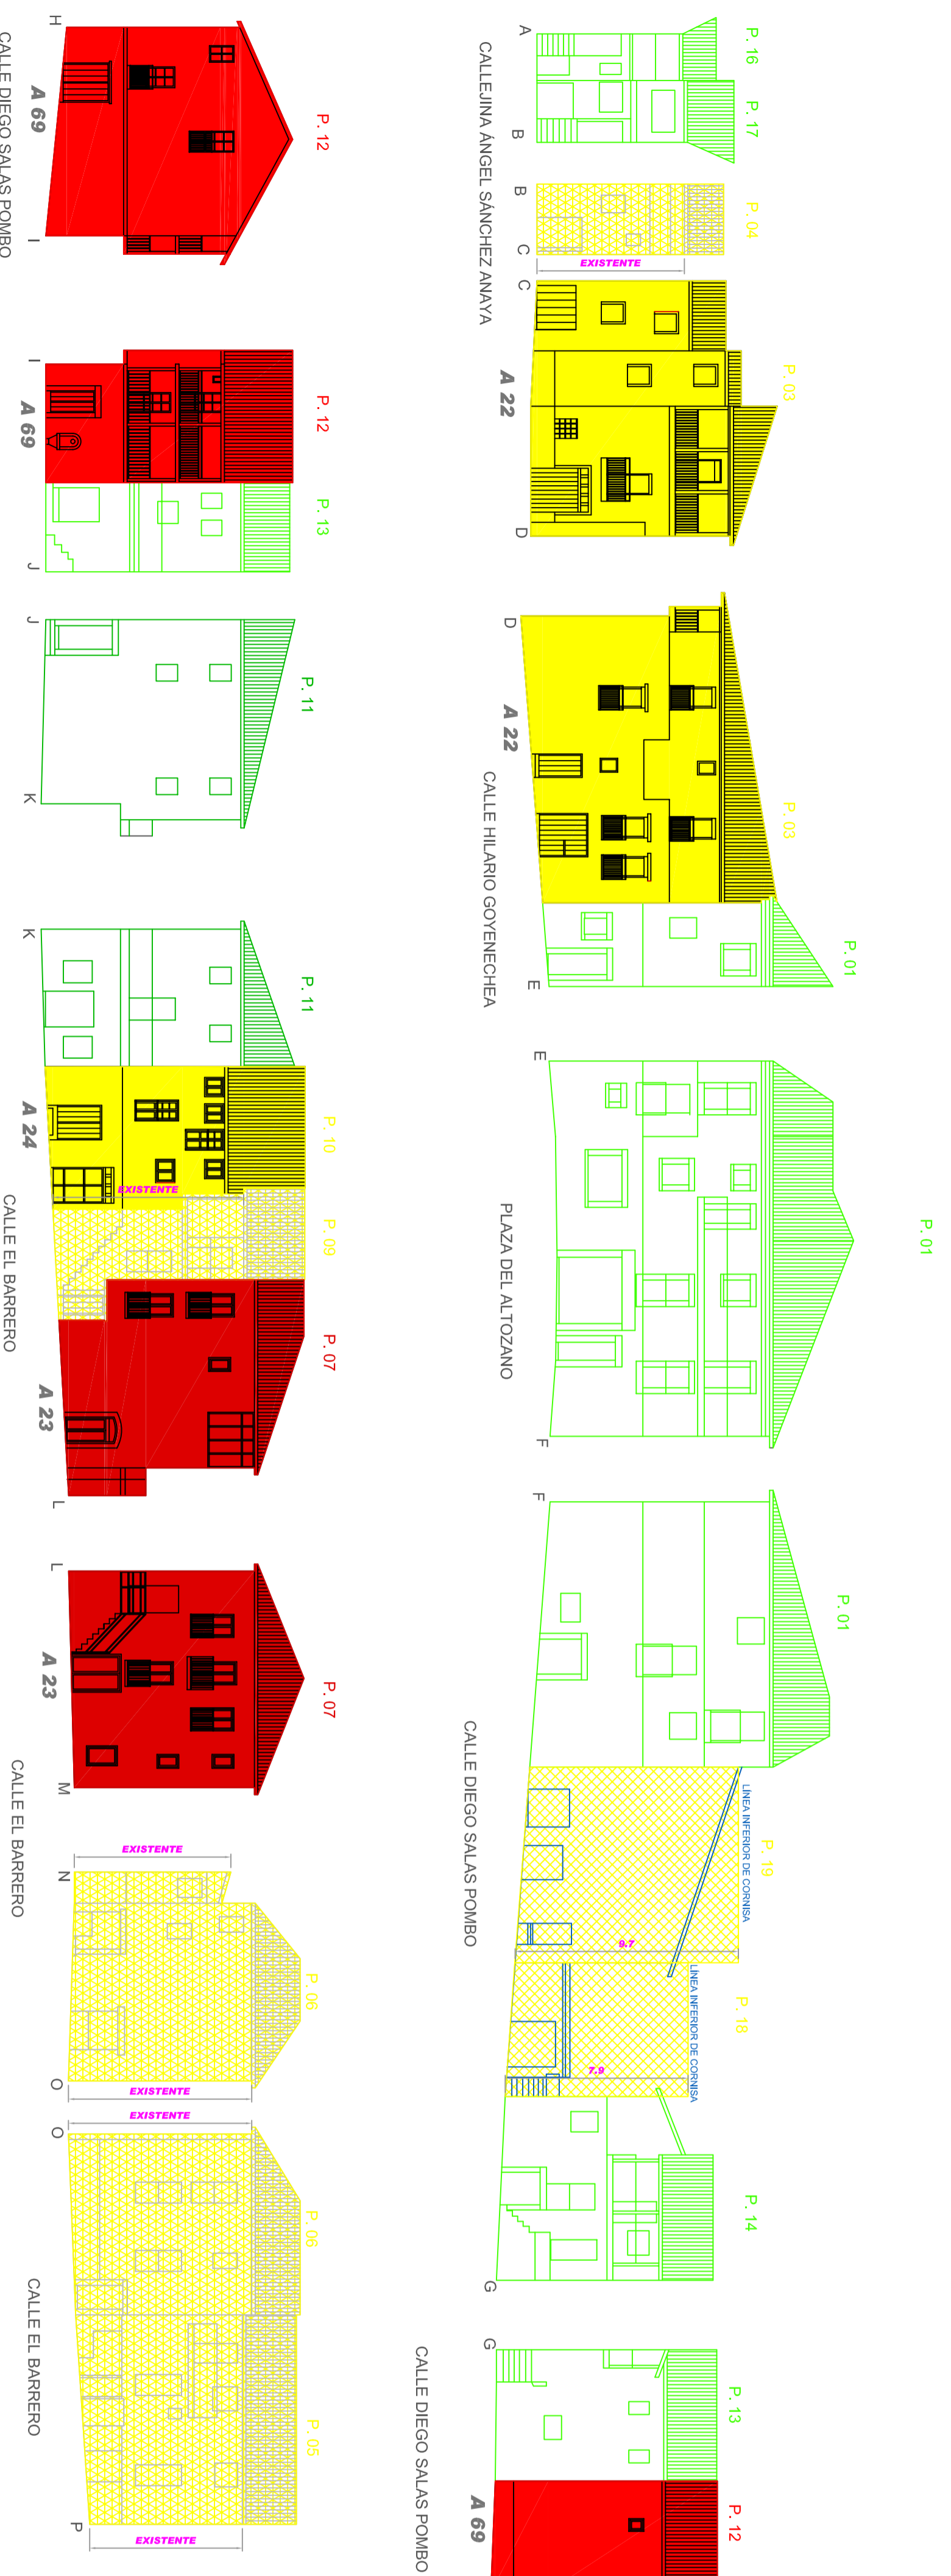 P. 16
P. 17
P. 04
P. 03
P. 03
P. 01
P. 01
P. 01
P. 19
P. 18
P. 14
P. 13
P. 12
EXISTENTE
LÍNEA INFERIOR DE CORNISA
LÍNEA INFERIOR DE CORNISA
9.7
7.9
A
B
B
C
C
D
D
E
E
F
F
G
G
A 22
A 22
A 69
CALLEJINA ÁNGEL SÁNCHEZ ANAYA
CALLE HILARIO GOYENECHEA
PLAZA DEL ALTOZANO
CALLE DIEGO SALAS POMBO
CALLE DIEGO SALAS POMBO
P. 12
P. 12
P. 13
P. 11
P. 11
P. 10
P. 09
P. 07
P. 07
P. 06
P. 06
P. 05
EXISTENTE
EXISTENTE
EXISTENTE
EXISTENTE
EXISTENTE
H
I
I
J
J
K
K
L
L
M
N
O
O
P
A 69
A 69
A 24
A 23
A 23
CALLE DIEGO SALAS POMBO
CALLE EL BARRERO
CALLE EL BARRERO
CALLE EL BARRERO